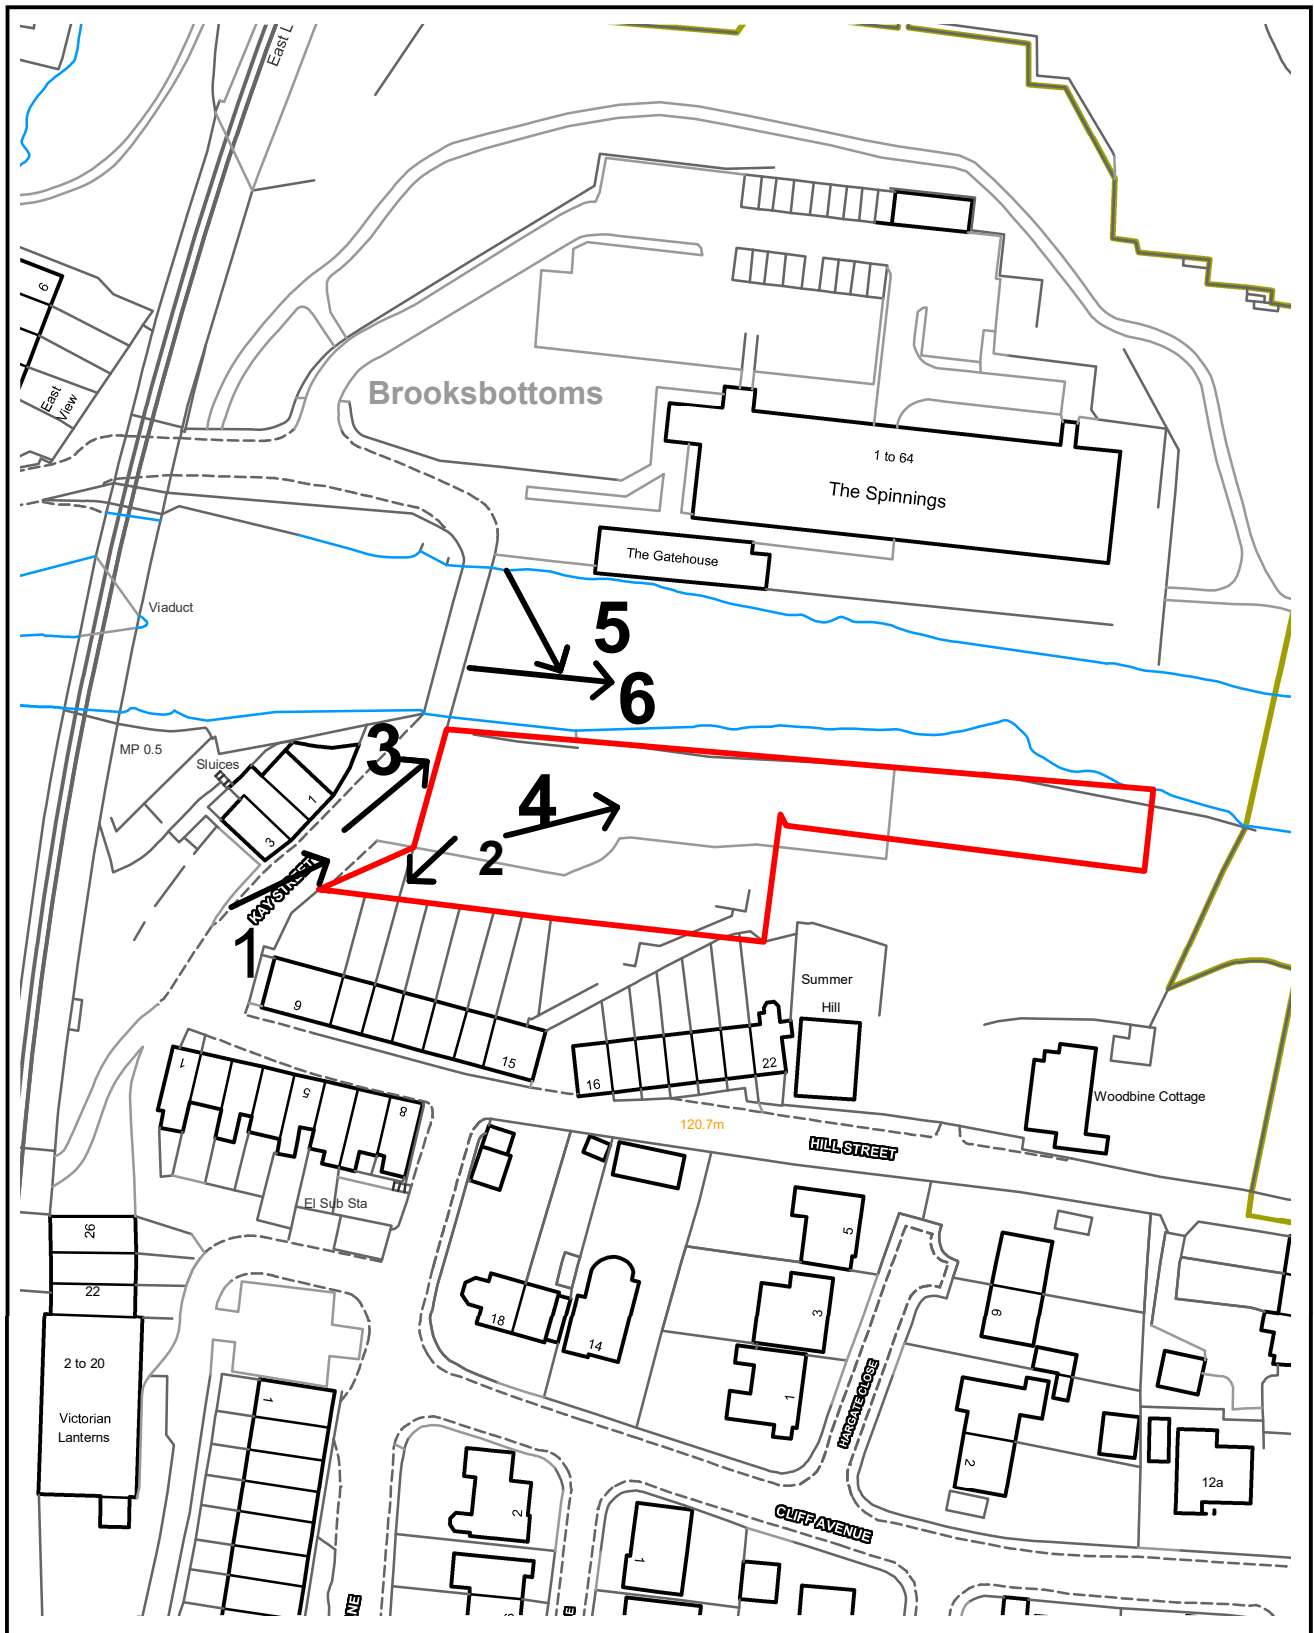 East L
6
East
View
Brooksbottoms
1 to 64
The Spinnings
The Gatehouse
Viaduct
5
6
MP 0.5
Sluices
3
1
3
4
2
KAY STREET
1
9
15
16
22
Summer
Hill
Woodbine Cottage
120.7m
HILL STREET
1
5
8
El Sub Sta
26
22
2 to 20
Victorian
Lanterns
18
14
5
3
1
9
2
HARGATE CLOSE
CLIFF AVENUE
12a
1
2
1
NE
E